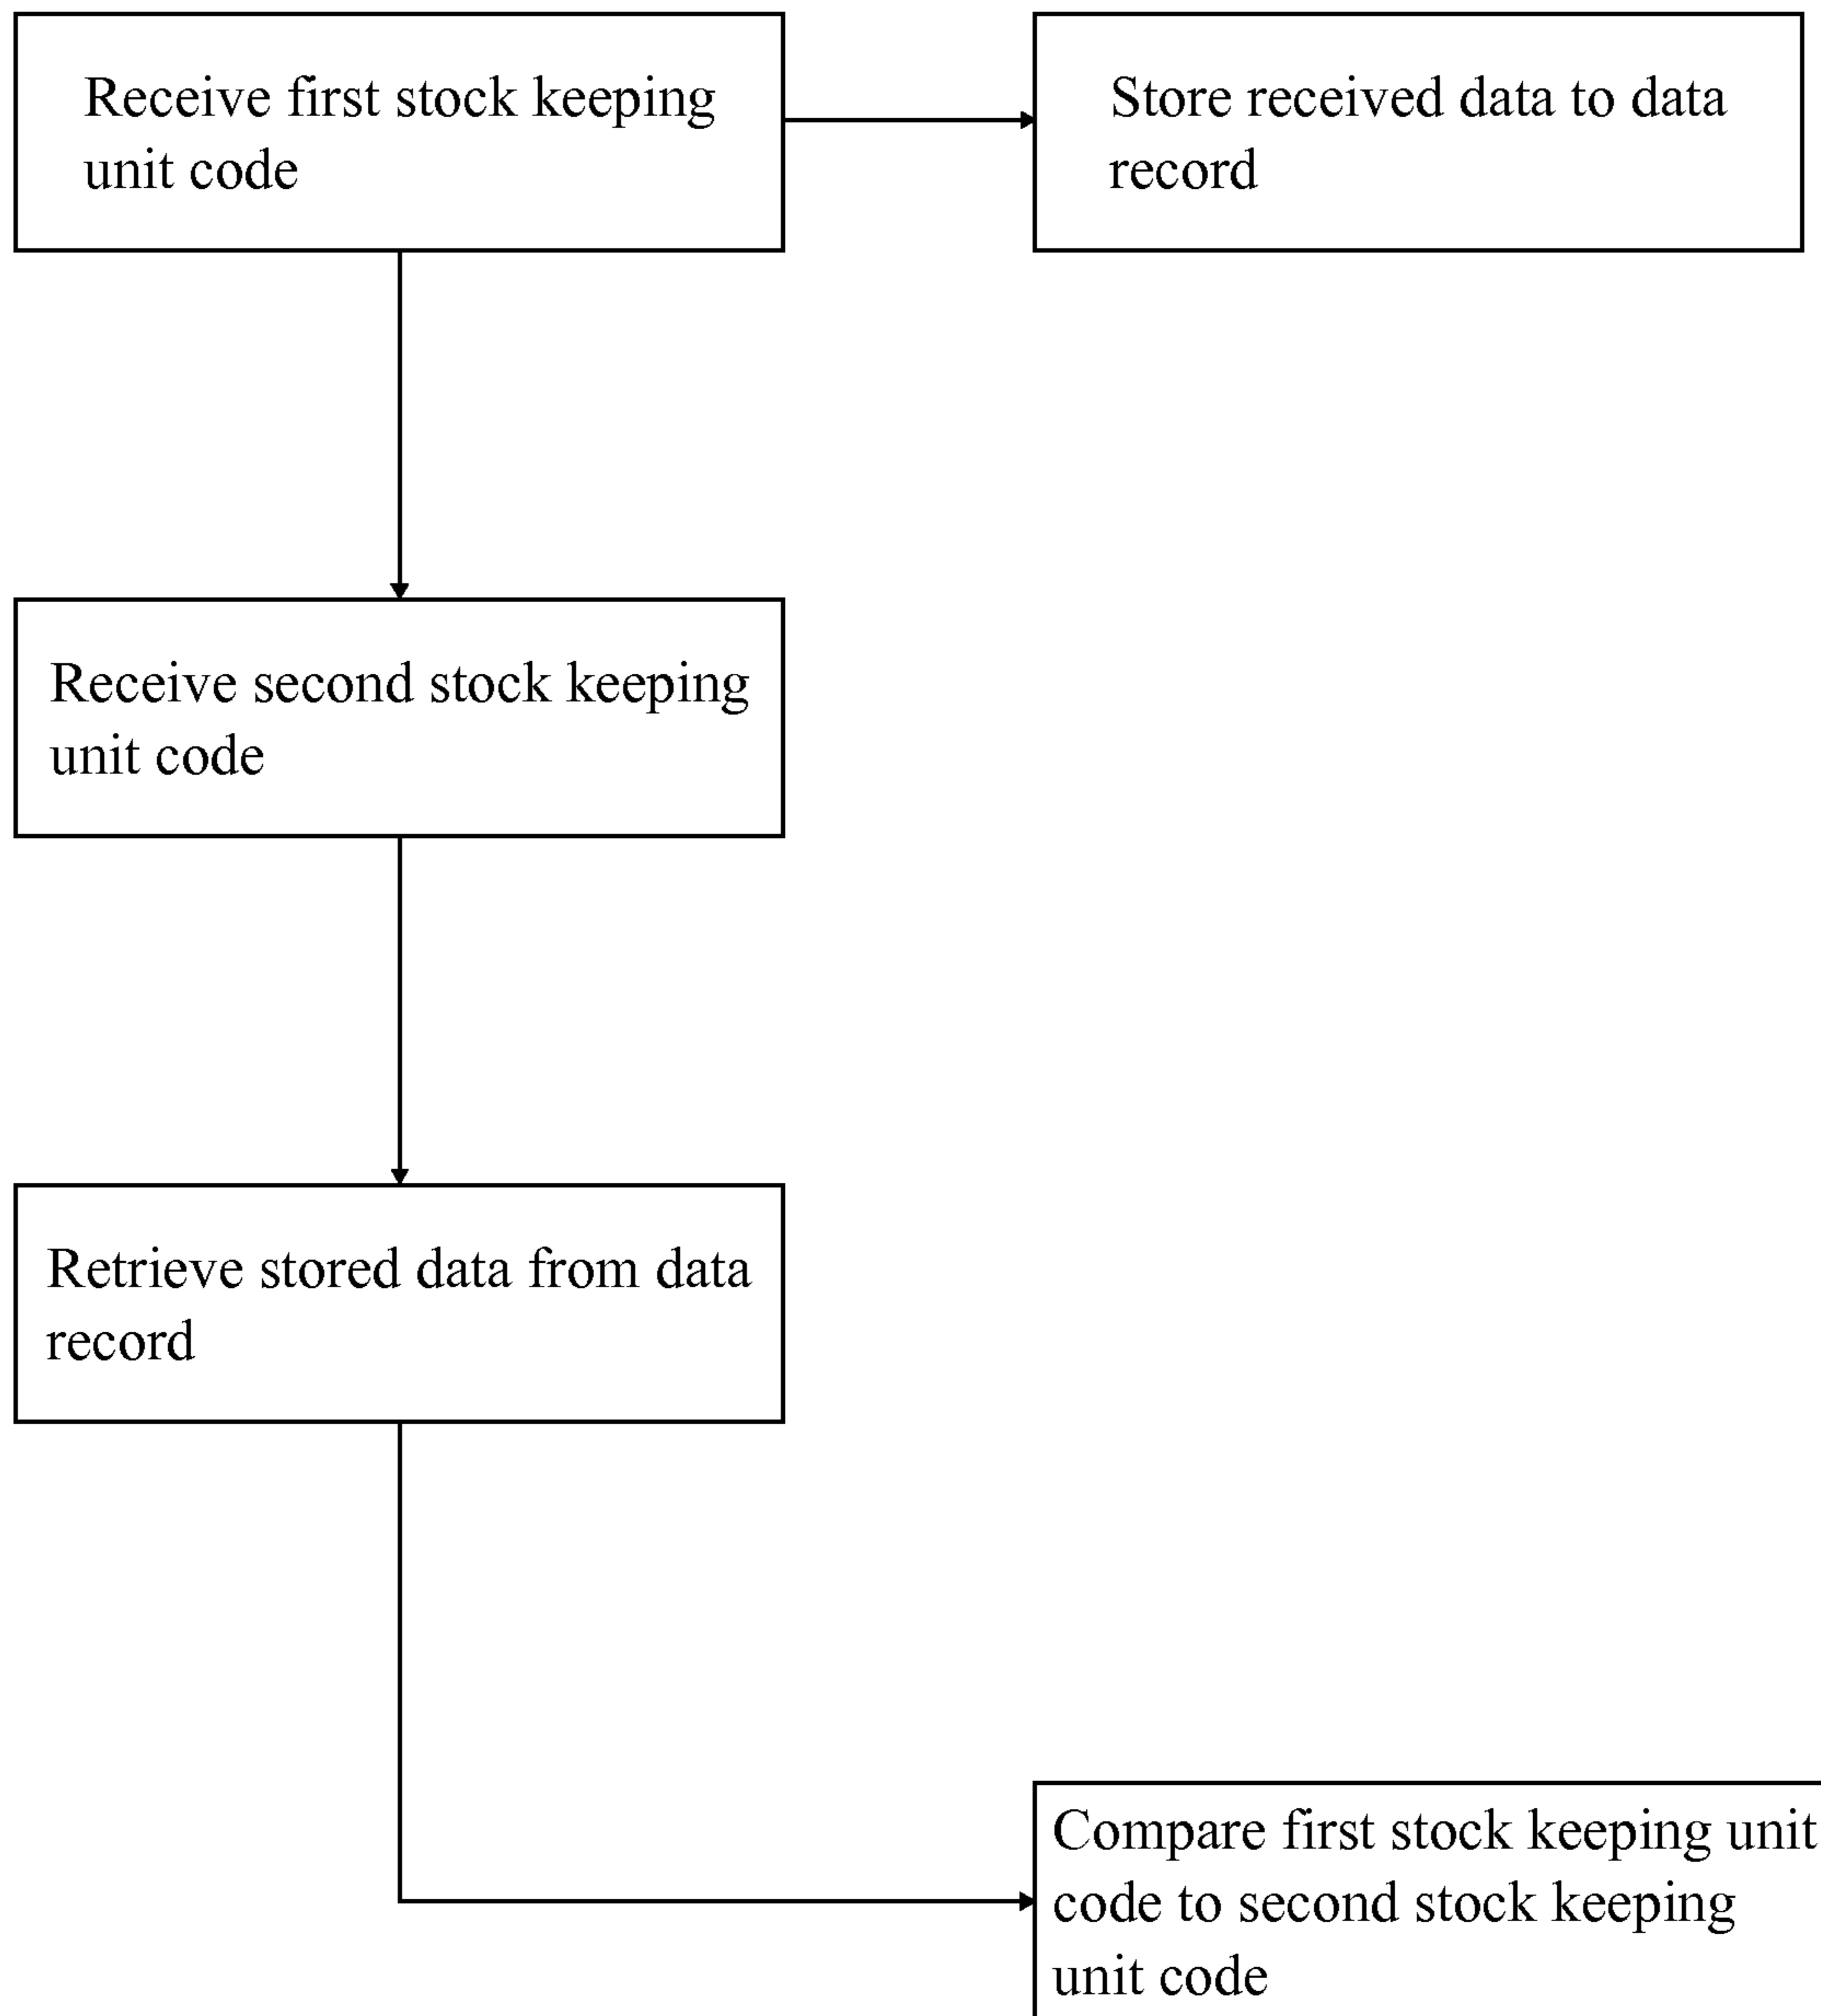 Receive first stock keeping
unit code
Store received data to data
record
Receive second stock keeping
unit code
Retrieve stored data from data
record
Compare first stock keeping unit
code to second stock keeping
unit code